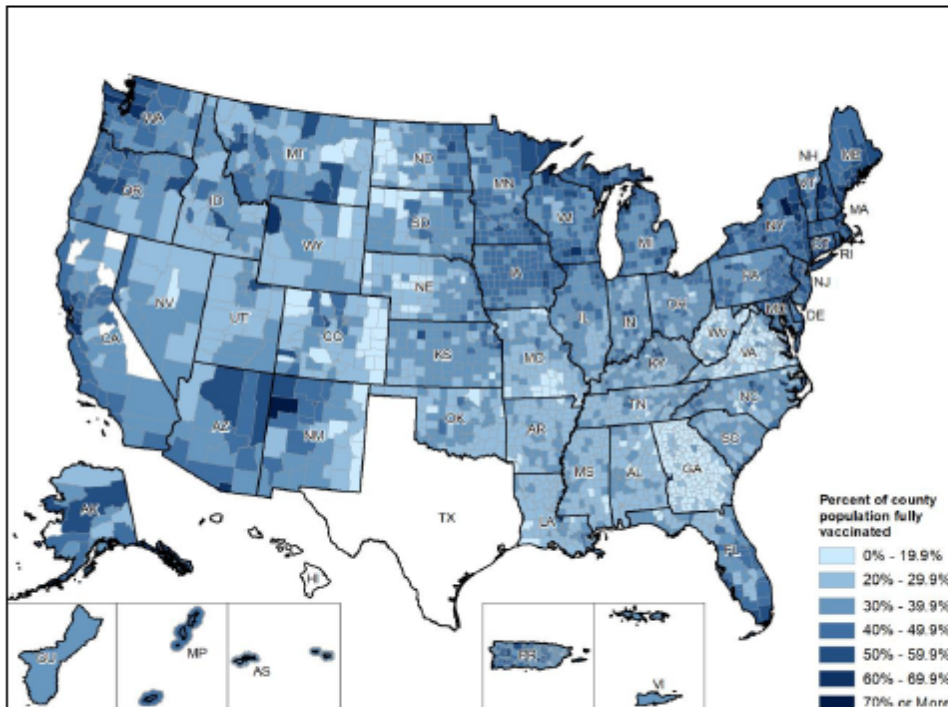 WA
OR
CA
ID
NV
MT
WY
UT
AZ
CO
NM
ND
SD
NE
KS
OK
TX
MN
IA
MO
AR
LA
WI
IL
MI
IN
OH
KY
TN
MS
AL
GA
FL
SC
NC
VA
WV
PA
NY
NH
VT
ME
MA
CT
RI
NJ
DE
MD
AK
HI
GU
MP
AS
PR
VI
Percent of county
population fully
vaccinated
0% - 19.9%
20% - 29.9%
30% - 39.9%
40% - 49.9%
50% - 59.9%
60% - 69.9%
70% or More